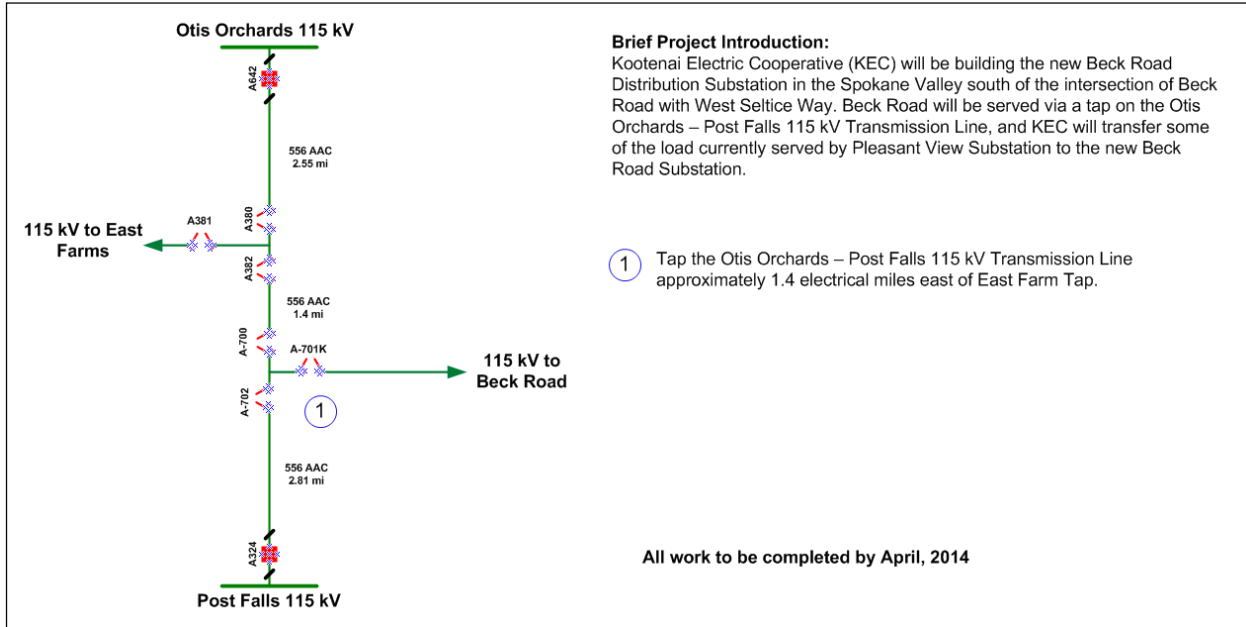 Otis Orchards 115 kV
A642
556 AAC
2.55 mi
A381
A380
115 kV to East
Farms
A382
556 AAC
1.4 mi
A-700
A-701K
115 kV to
Beck Road
A-702
1
556 AAC
2.81 mi
A324
Post Falls 115 kV
Brief Project Introduction:
Kootenai Electric Cooperative (KEC) will be building the new Beck Road
Distribution Substation in the Spokane Valley south of the intersection of Beck
Road with West Seltice Way. Beck Road will be served via a tap on the Otis
Orchards – Post Falls 115 kV Transmission Line, and KEC will transfer some
of the load currently served by Pleasant View Substation to the new Beck
Road Substation.
1
Tap the Otis Orchards – Post Falls 115 kV Transmission Line
approximately 1.4 electrical miles east of East Farm Tap.
All work to be completed by April, 2014